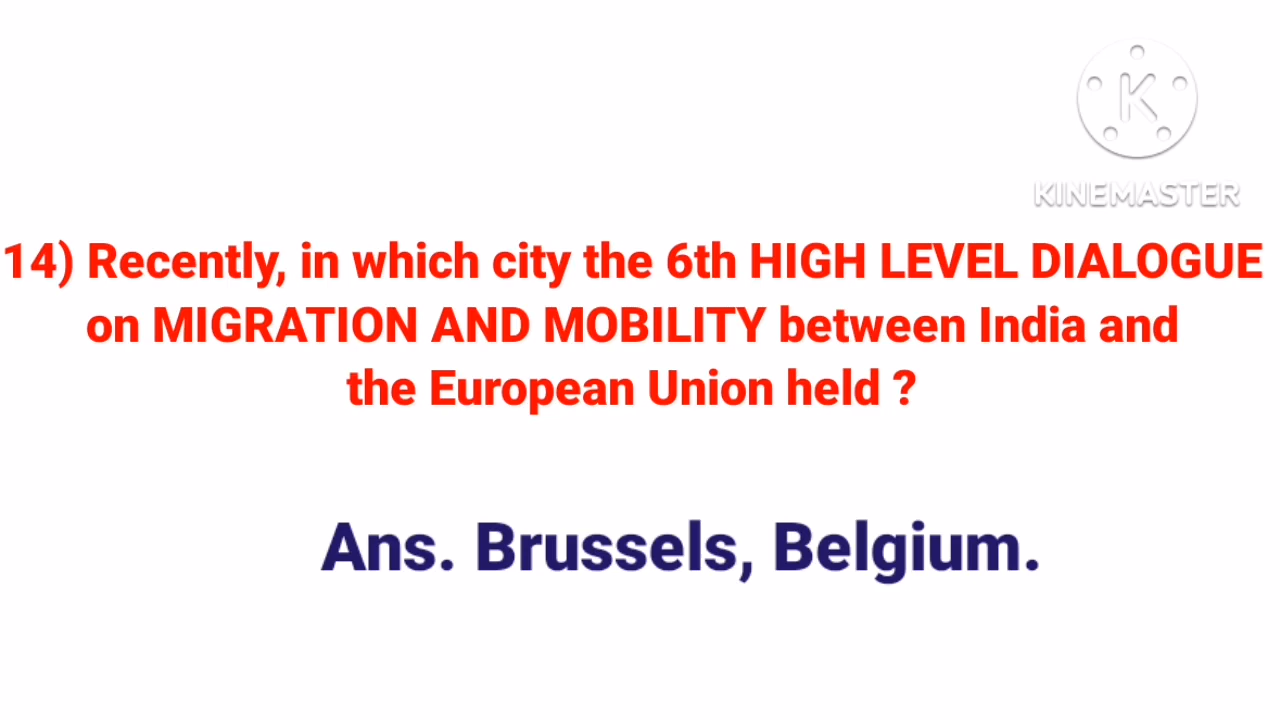 K
KINEMASTER
14) Recently, in which city the 6th HIGH LEVEL DIALOGUE
on MIGRATION AND MOBILITY between India and
the European Union held ?
Ans. Brussels, Belgium.